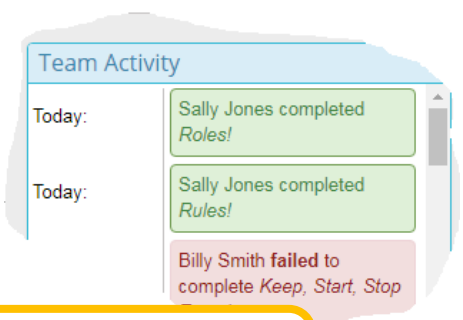 Team Activity
Today:
Sally Jones completed
Roles!
Today:
Sally Jones completed
Rules!
Billy Smith failed to
complete Keep, Start, Stop